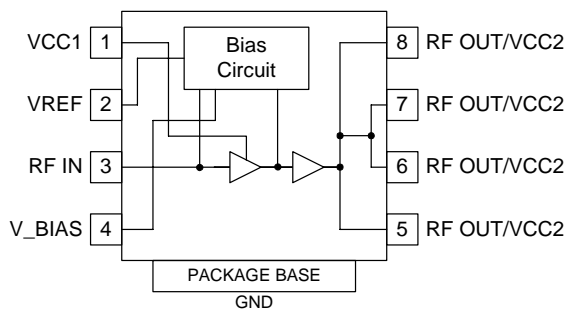 VCC1 1
VREF 2
RF IN 3
V_BIAS 4
Bias
Circuit
8 RF OUT/VCC2
7 RF OUT/VCC2
6 RF OUT/VCC2
5 RF OUT/VCC2
PACKAGE BASE
GND